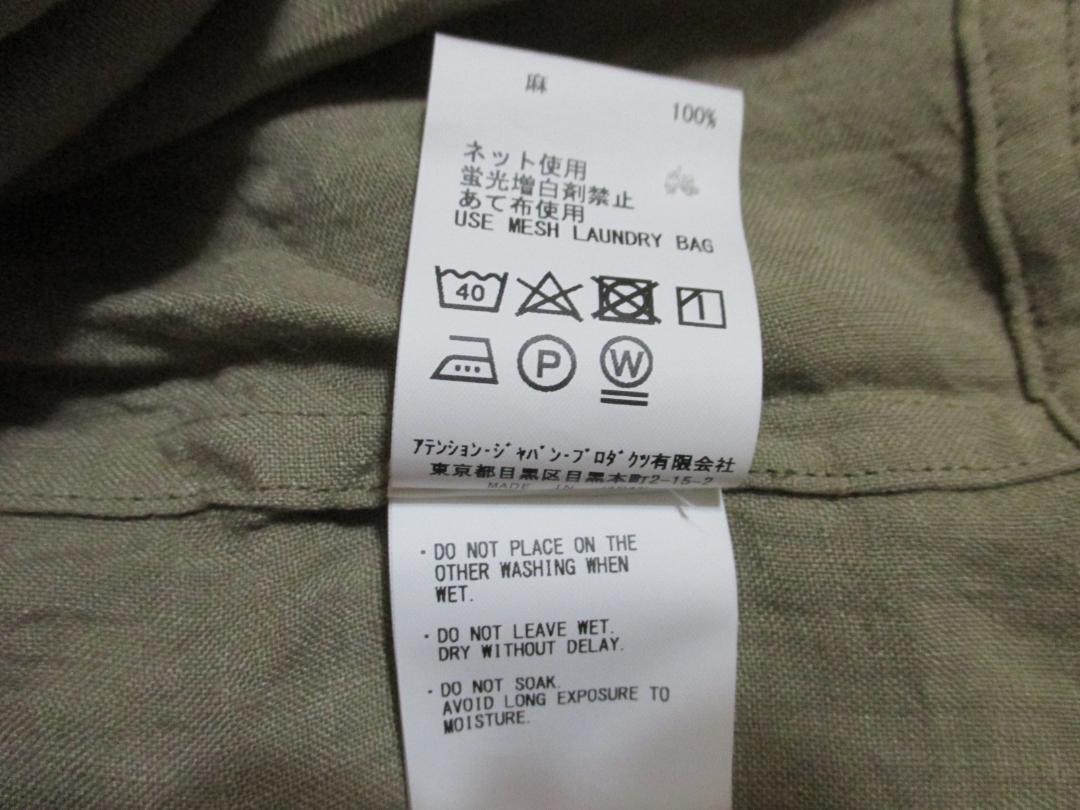 麻
100%
ネット使用
蛍光増白剤禁止
あて布使用
USE MESH LAUNDRY BAG
40
P
W
アテンション-ジャパン-プロダクツ有限会社
東京都目黒区目黒本町2-15-2
MADE IN
・DO NOT PLACE ON THE
OTHER WASHING WHEN
WET.
・DO NOT LEAVE WET.
DRY WITHOUT DELAY.
・DO NOT SOAK.
AVOID LONG EXPOSURE TO
MOISTURE.